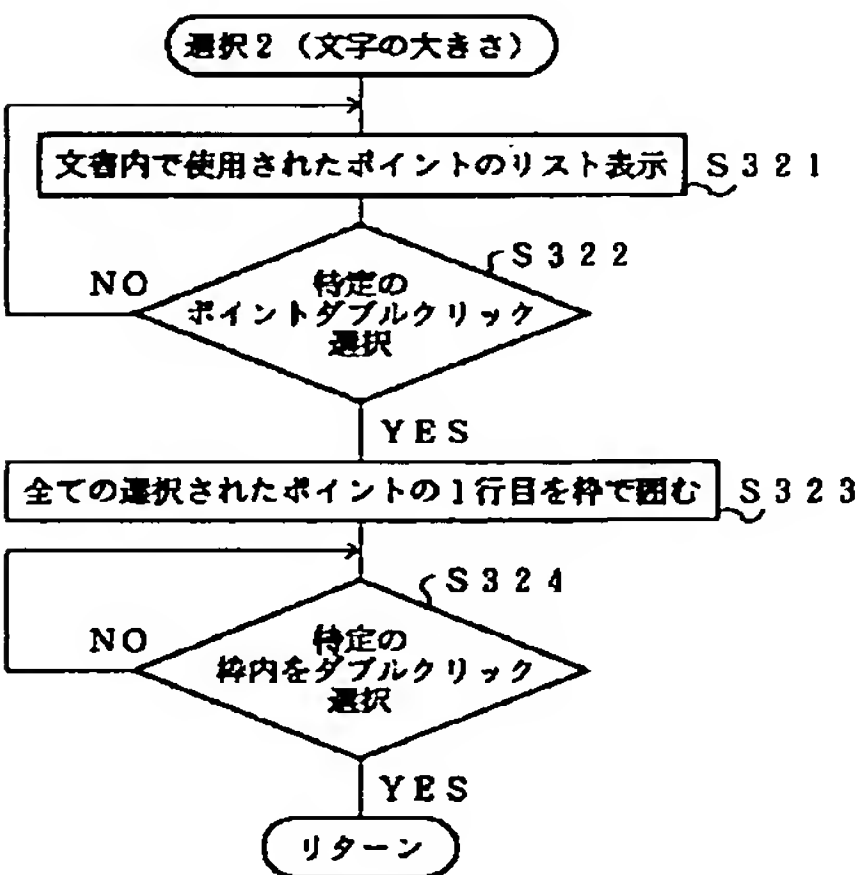 選択2(文字の大きさ)
文書内で使用されたポイントのリスト表示 S321
S322
NO
特定の
ポイントダブルクリック
選択
YES
全ての選択されたポイントの1行目を枠で囲む S323
S324
NO
特定の
枠内をダブルクリック
選択
YES
リターン